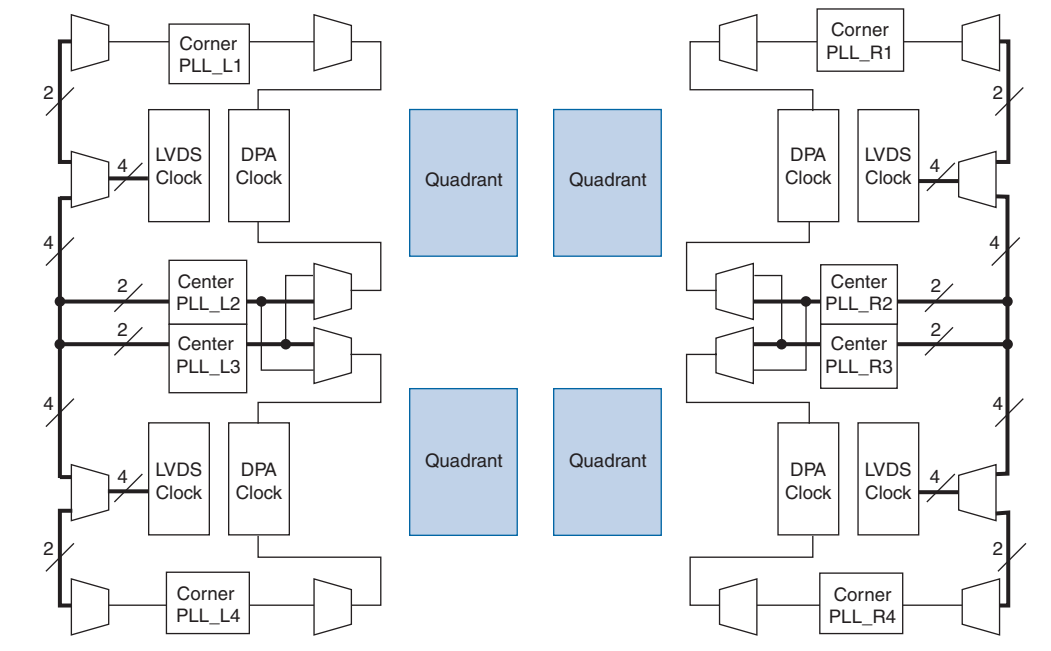 Corner
PLL_L1
Corner
PLL_R1
2
2
4
LVDS
Clock
DPA
Clock
Quadrant
Quadrant
DPA
Clock
LVDS
Clock
4
4
4
2
Center
PLL_L2
Center
PLL_R2
2
2
Center
PLL_L3
Center
PLL_R3
2
4
4
4
LVDS
Clock
DPA
Clock
Quadrant
Quadrant
DPA
Clock
LVDS
Clock
4
2
2
Corner
PLL_L4
Corner
PLL_R4